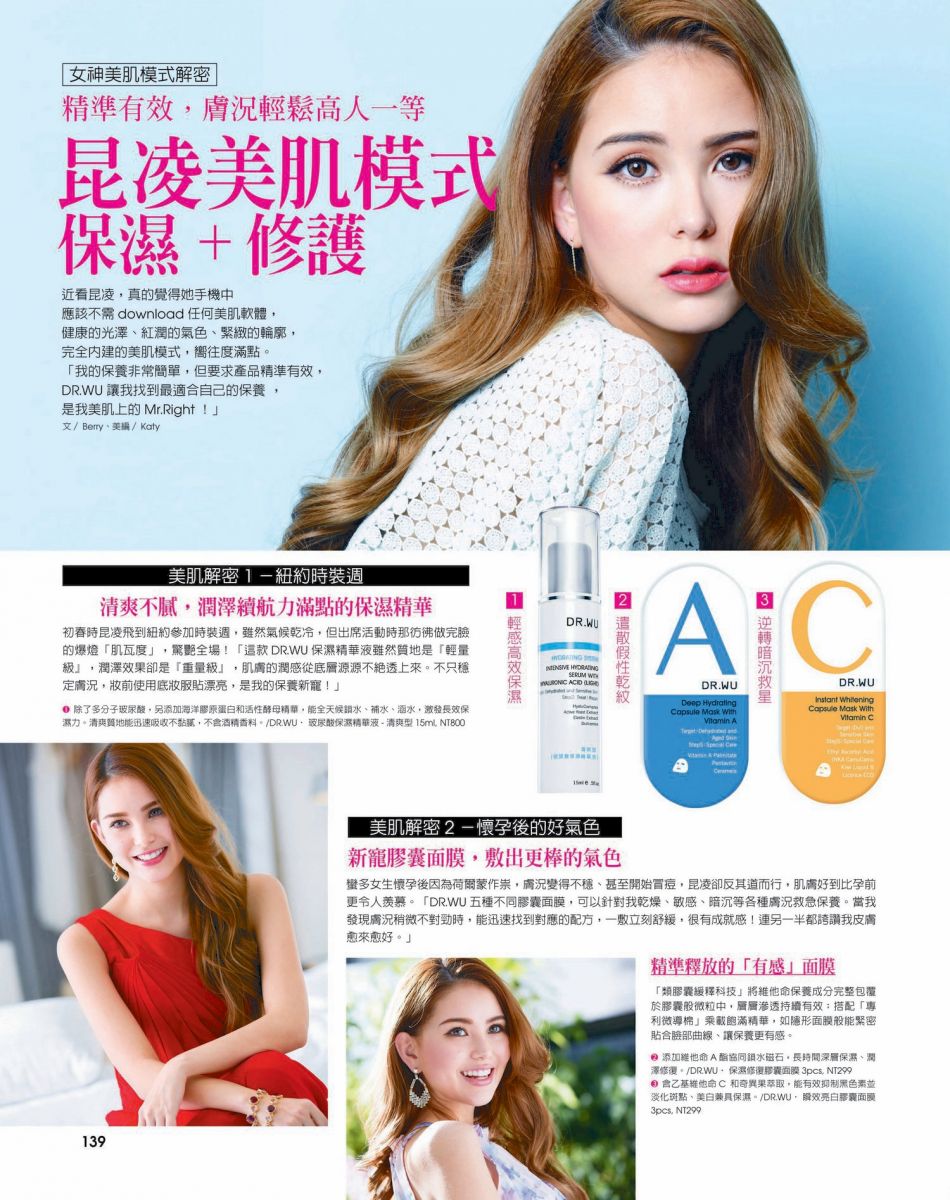 女神美肌模式解密
精準有效，膚況輕鬆高人一等
昆凌美肌模式
保濕＋修護
近看昆凌，真的覺得她手機中
應該不需 download 任何美肌軟體，
健康的光澤、紅潤的氣色、緊緻的輪廓，
完全內建的美肌模式，嚮往度滿點。
「我的保養非常簡單，但要求產品精準有效，
DR.WU 讓我找到最適合自己的保養 ，
是我美肌上的 Mr.Right ！」
文 / Berry、美編 / Katy
美肌解密 1 －紐約時裝週
清爽不膩，潤澤續航力滿點的保濕精華
初春時昆凌飛到紐約參加時裝週，雖然氣候乾冷，但出席活動時那彷彿做完臉
的爆燈「肌瓦度」，驚艷全場！「這款 DR.WU 保濕精華液雖然質地是『輕量
級』，潤澤效果卻是『重量級』，肌膚的潤感從底層源源不絕透上來。不只穩
定膚況，妝前使用底妝服貼漂亮，是我的保養新寵！」
❶ 除了多分子玻尿酸，另添加海洋膠原蛋白和活性酵母精華，能全天候鎖水、補水、涵水，激發長效保
濕力。清爽質地能迅速吸收不黏膩，不含酒精香料。/DR.WU． 玻尿酸保濕精華液 - 清爽型 15ml, NT800
1
輕感高效保濕
DR.WU
HYDRATING SYSTEM
INTENSIVE HYDRATING
SERUM WITH
HYALURONIC ACID (LIGHT)
15ml e
2
遣散假性乾紋
A
DR.WU
Deep Hydrating
Capsule Mask With
Vitamin A
Target:Dehydrated and
Aged Skin
Step5: Special Care
Vitamin A Palmitate
Pentavitin
Ceramels
3
逆轉暗沉救星
C
DR.WU
Instant Whitening
Capsule Mask With
Vitamin C
Sensitive Skin
Step5: Special Care
Ethyl Ascorbyl Acid
美肌解密 2 －懷孕後的好氣色
新寵膠囊面膜，敷出更棒的氣色
蠻多女生懷孕後因為荷爾蒙作祟，膚況變得不穩、甚至開始冒痘，昆凌卻反其道而行，肌膚好到比孕前
更令人羨慕。「DR.WU 五種不同膠囊面膜，可以針對我乾燥、敏感、暗沉等各種膚況救急保養。當我
發現膚況稍微不對勁時，能迅速找到對應的配方，一敷立刻舒緩，很有成就感！連另一半都誇讚我皮膚
愈來愈好。」
精準釋放的「有感」面膜
「類膠囊緩釋科技」將維他命保養成分完整包覆
於膠囊般微粒中，層層滲透持續有效；搭配「專
利微導棉」乘載飽滿精華，如隱形面膜般能緊密
貼合臉部曲線、讓保養更有感。
❷ 添加維他命 A 酯協同鎖水磁石，長時間深層保濕、潤
澤修復。/DR.WU． 保濕修復膠囊面膜 3pcs, NT299
❸ 含乙基維他命 C 和奇異果萃取，能有效抑制黑色素並
淡化斑點、美白兼具保濕。/DR.WU． 瞬效亮白膠囊面膜
3pcs, NT299
139